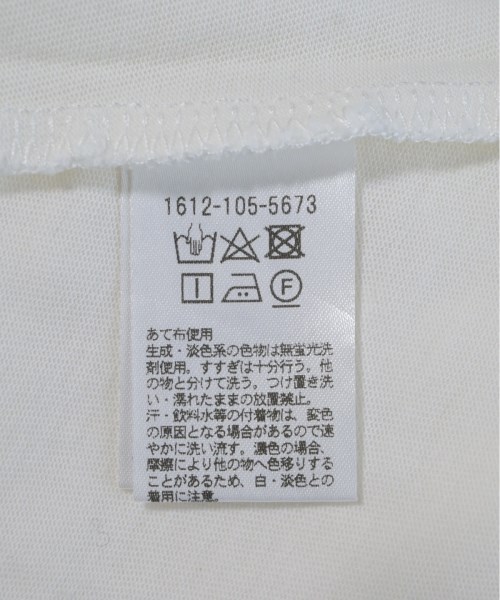 1612-105-5673
F
あて布使用
生成・淡色系の色物は無蛍光洗
剤使用。すすぎは十分行う。他
の物と分けて洗う。つけ置き洗
い・濡れたままの放置禁止。
汗・飲料水等の付着物は、変色
の原因となる場合があるので速
やかに洗い流す。濃色の場合、
摩擦により他の物へ色移りする
ことがあるため、白・淡色との
着用に注意。